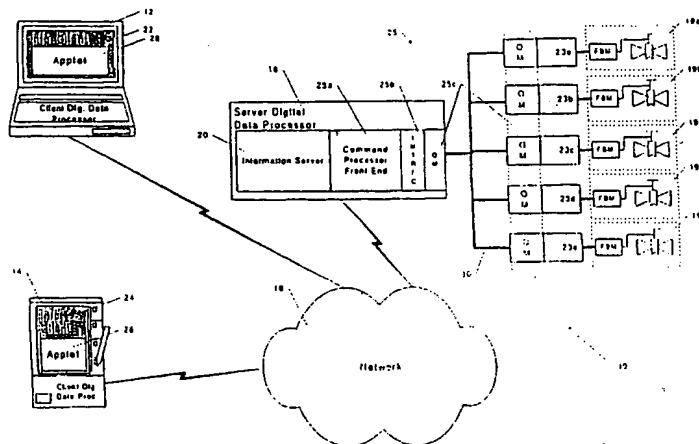 12
22
28
Applet
Client Dig. Data
Processor
16
25a
25b
25c
25
Server Digital
Data Processor
20
Information Server
Command
Processor
Front End
O M
23a
FBM
19a
O M
23b
FBM
O M
23c
FBM
O M
23d
FBM
O M
23e
FBM
10
14
24
26
Applet
Client Dig
Data Proc
18
Network